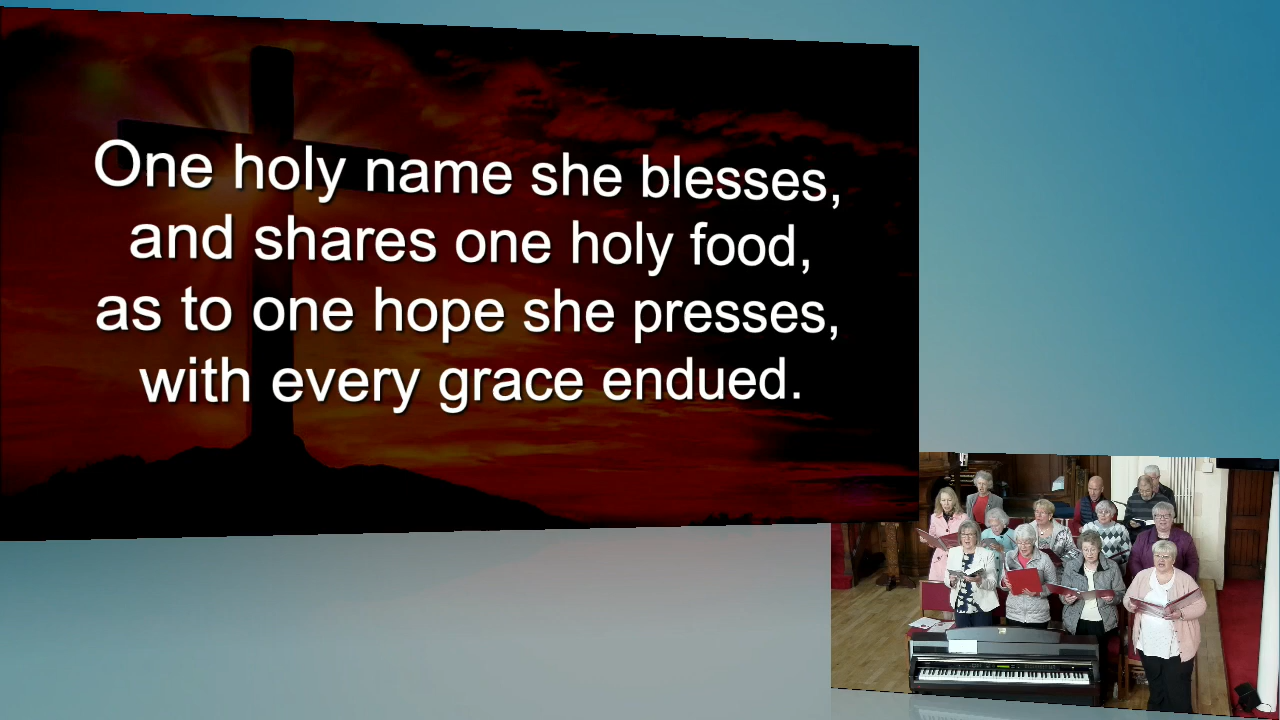 One holy name she blesses,
and shares one holy food,
as to one hope she presses,
with every grace endued.